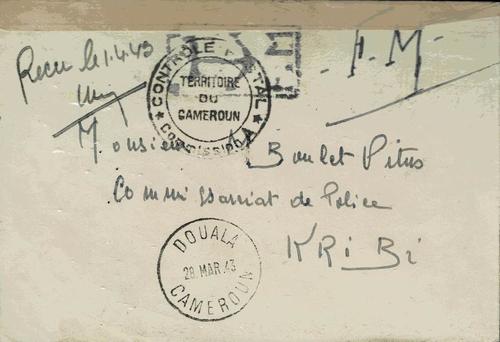 Reçu le 1.4.43
- F.M -
CONTRÔLE POSTAL
TERRITOIRE
DU
CAMEROUN
COMMISSION A
Monsieur Boulet Pitus
Commissariat de Police
KRiBi
DOUALA
28 MAR. 43
CAMEROUN